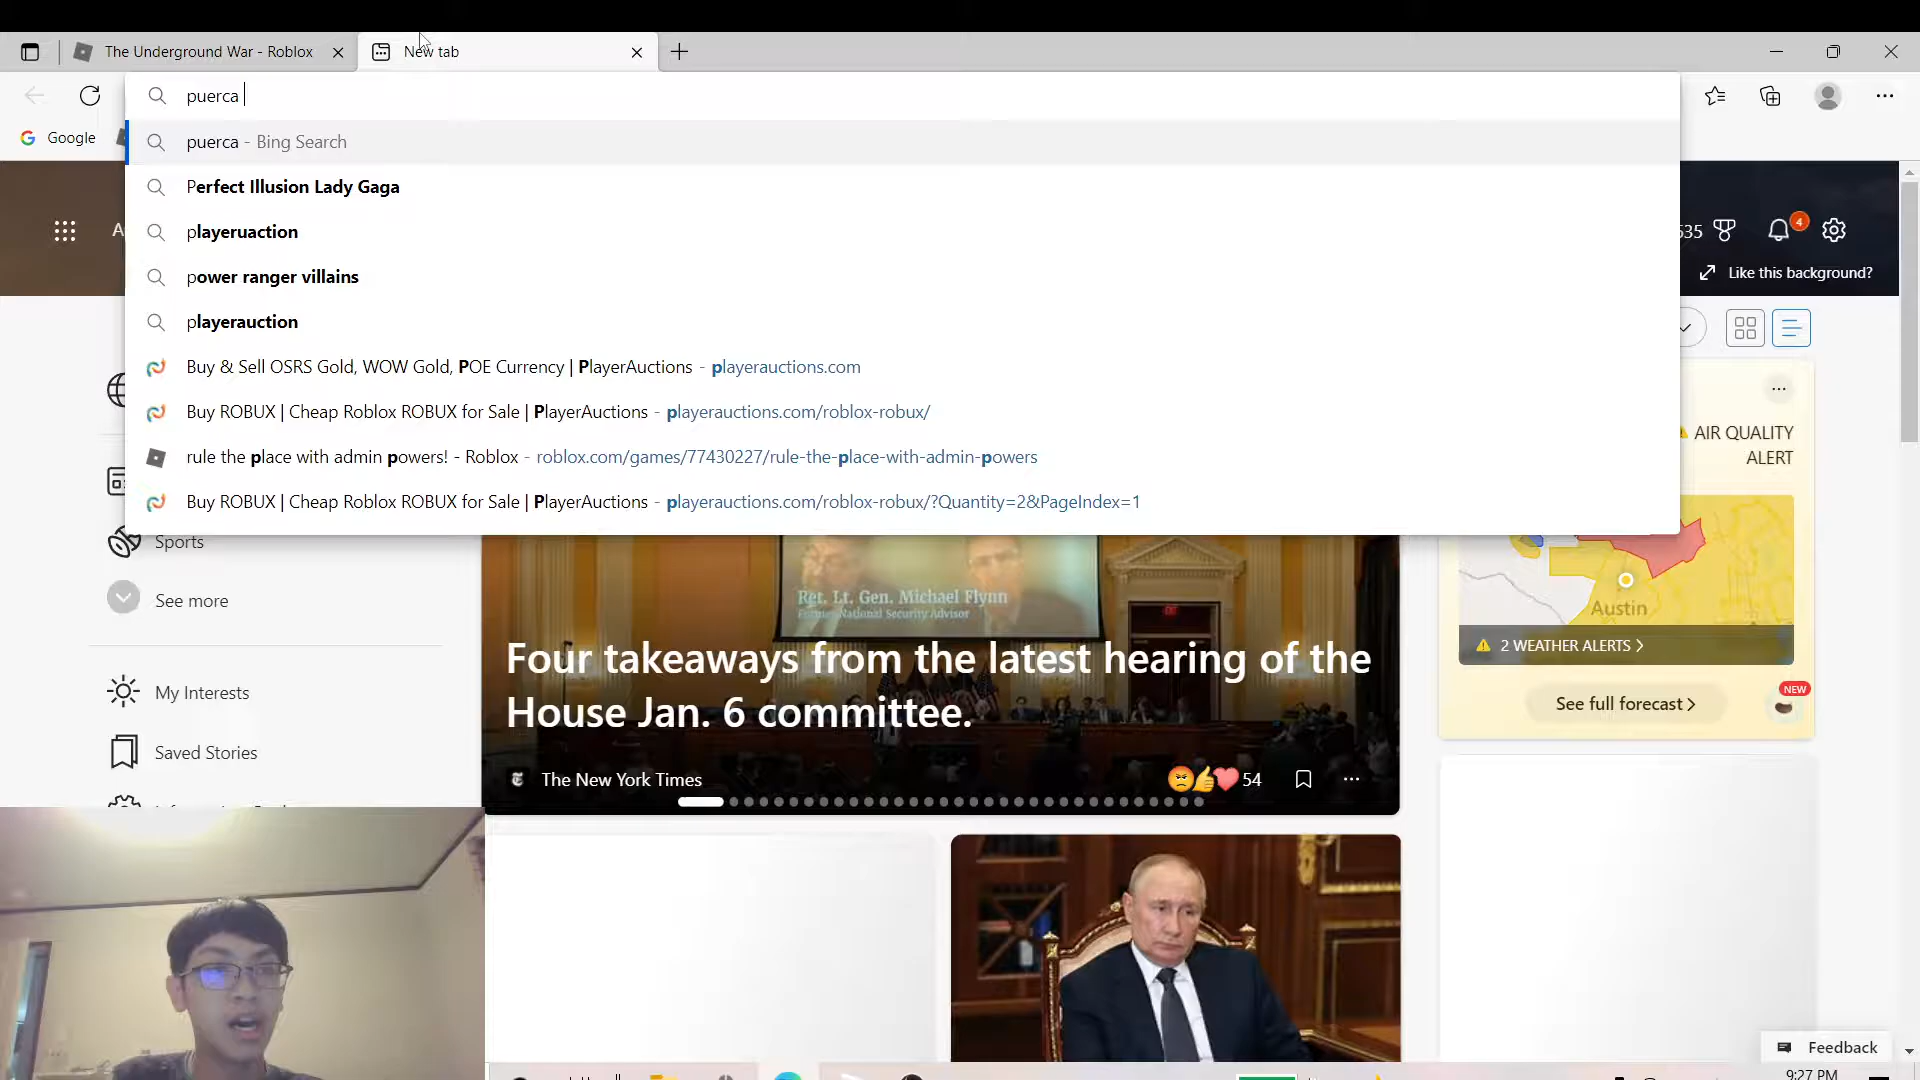 The Underground War - Roblox
New tab
puerca
Google
puerca - Bing Search
Perfect Illusion Lady Gaga
playeruaction
power ranger villains
playerauction
Buy & Sell OSRS Gold, WOW Gold, POE Currency | PlayerAuctions - playerauctions.com
Buy ROBUX | Cheap Roblox ROBUX for Sale | PlayerAuctions - playerauctions.com/roblox-robux/
rule the place with admin powers! - Roblox - roblox.com/games/77430227/rule-the-place-with-admin-powers
Buy ROBUX | Cheap Roblox ROBUX for Sale | PlayerAuctions - playerauctions.com/roblox-robux/?Quantity=2&PageIndex=1
535
4
Like this background?
AIR QUALITY
ALERT
Austin
2 WEATHER ALERTS >
See full forecast >
NEW
Sports
See more
My Interests
Saved Stories
Ret. Lt. Gen. Michael Flynn
Former National Security Advisor
Four takeaways from the latest hearing of the
House Jan. 6 committee.
The New York Times
54
Feedback
9:27 PM